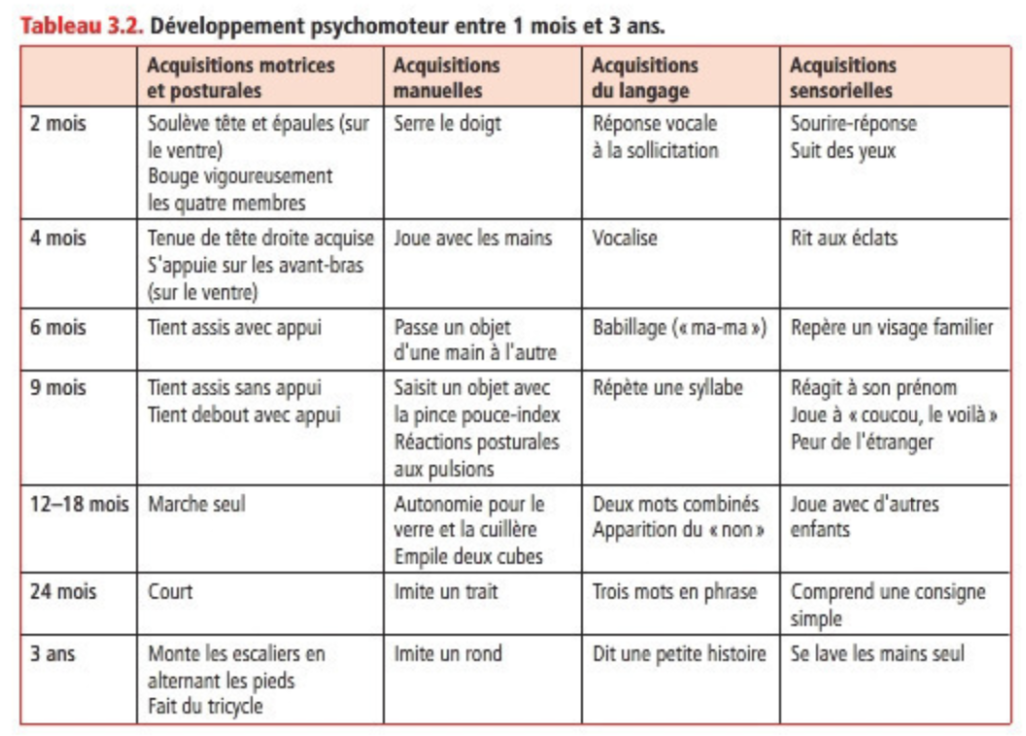 Tableau 3.2. Développement psychomoteur entre 1 mois et 3 ans.
Acquisitions motrices
et posturales
Acquisitions
manuelles
Acquisitions
du langage
Acquisitions
sensorielles
2 mois
Soulève tête et épaules (sur
le ventre)
Bouge vigoureusement
les quatre membres
Serre le doigt
Réponse vocale
à la sollicitation
Sourire-réponse
Suit des yeux
4 mois
Tenue de tête droite acquise
S'appuie sur les avant-bras
(sur le ventre)
Joue avec les mains
Vocalise
Rit aux éclats
6 mois
Tient assis avec appui
Passe un objet
d'une main à l'autre
Babillage (« ma-ma »)
Repère un visage familier
9 mois
Tient assis sans appui
Tient debout avec appui
Saisit un objet avec
la pince pouce-index
Réactions posturales
aux pulsions
Répète une syllabe
Réagit à son prénom
Joue à « coucou, le voilà »
Peur de l'étranger
12–18 mois
Marche seul
Autonomie pour le
verre et la cuillère
Empile deux cubes
Deux mots combinés
Apparition du « non »
Joue avec d'autres
enfants
24 mois
Court
Imite un trait
Trois mots en phrase
Comprend une consigne
simple
3 ans
Monte les escaliers en
alternant les pieds
Fait du tricycle
Imite un rond
Dit une petite histoire
Se lave les mains seul